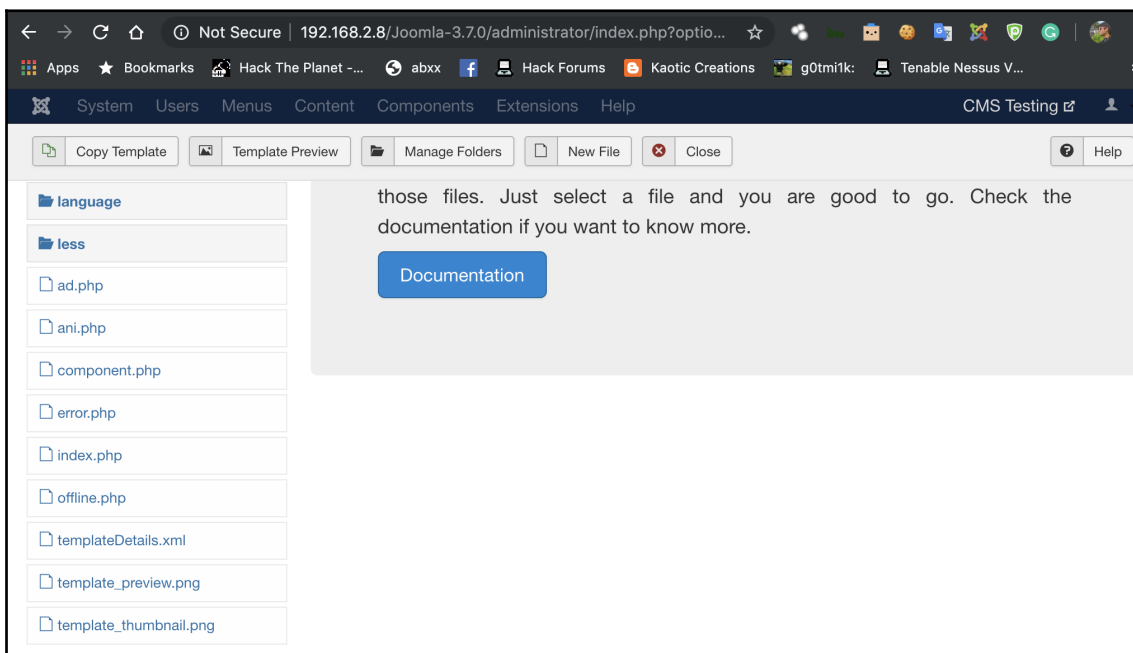 Not Secure | 192.168.2.8/Joomla-3.7.0/administrator/index.php?optio...
Apps Bookmarks Hack The Planet -... abxx Hack Forums Kaotic Creations g0tmi1k: Tenable Nessus V...
System Users Menus Content Components Extensions Help CMS Testing
Copy Template Template Preview Manage Folders New File Close Help
language
less
ad.php
ani.php
component.php
error.php
index.php
offline.php
templateDetails.xml
template_preview.png
template_thumbnail.png
those files. Just select a file and you are good to go. Check the
documentation if you want to know more.
Documentation